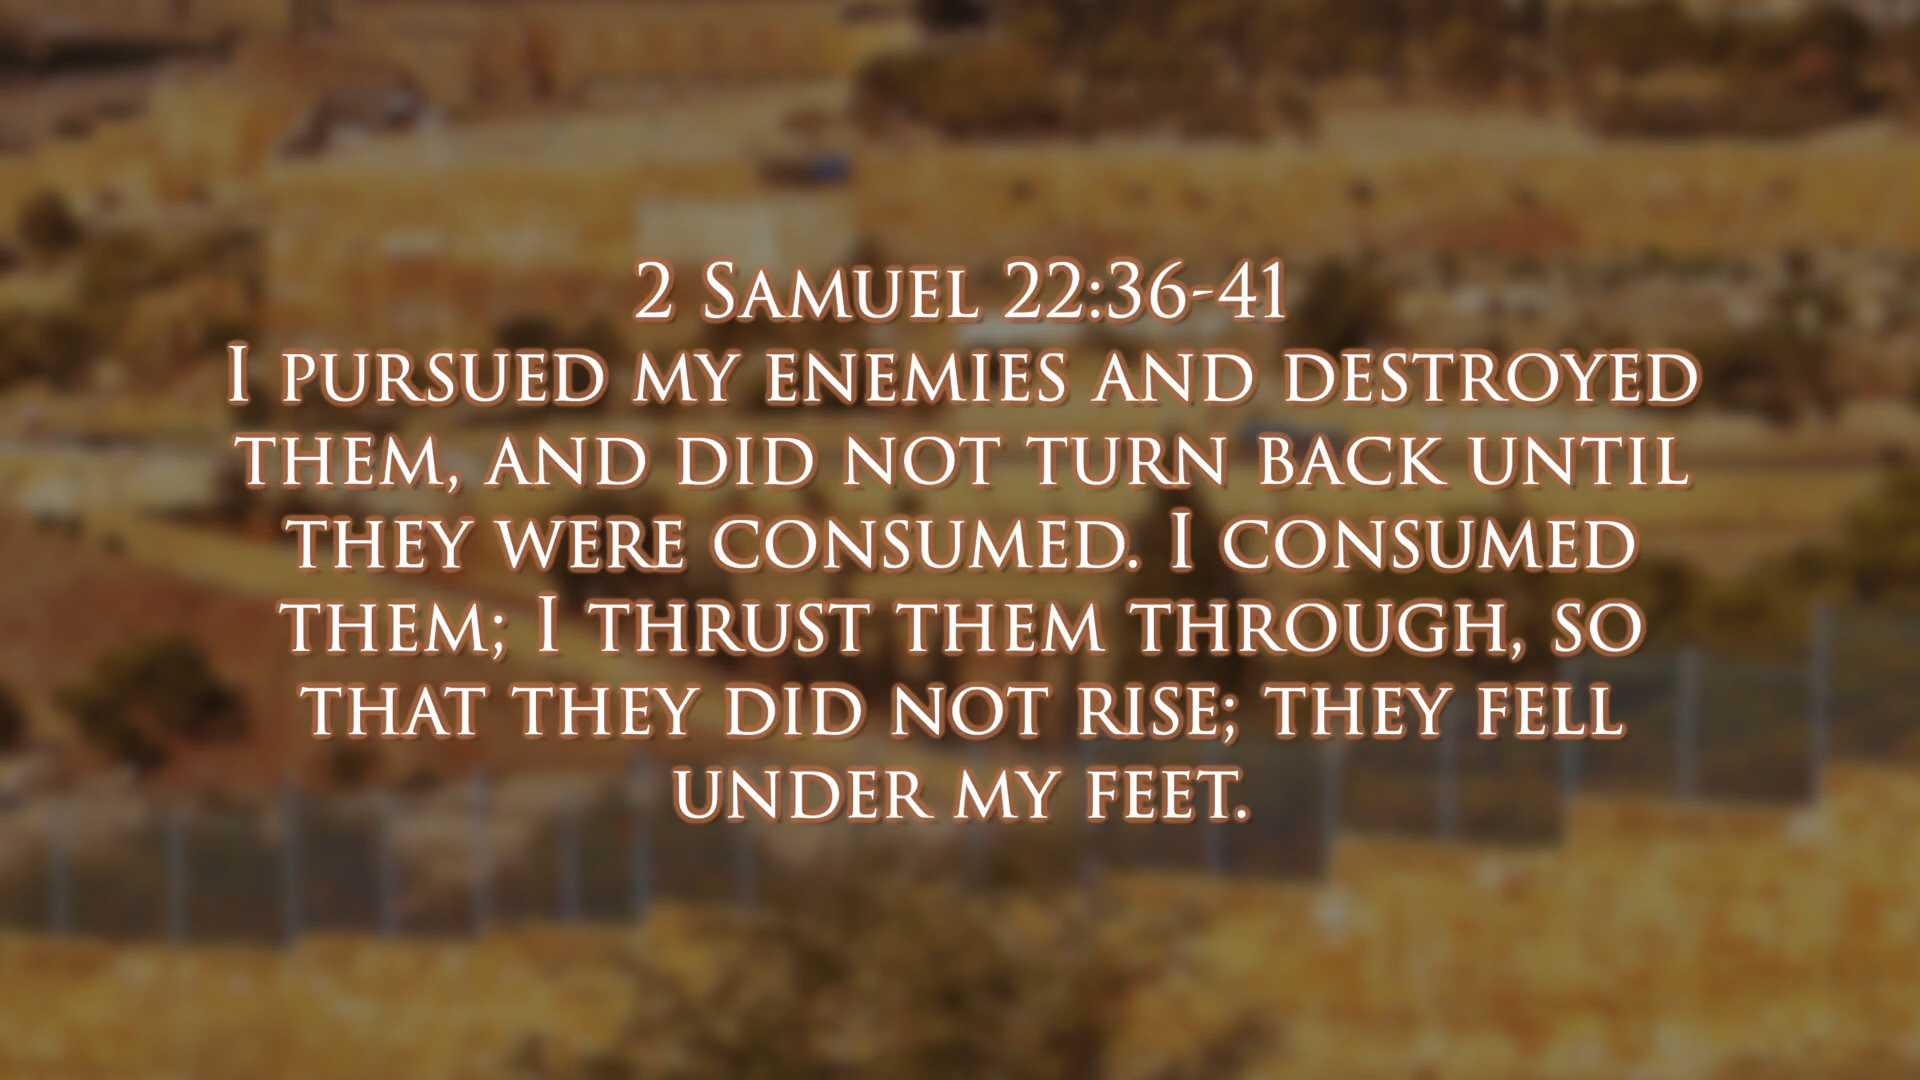 2 Samuel 22:36-41
I pursued my enemies and destroyed
them, and did not turn back until
they were consumed. I consumed
them; I thrust them through, so
that they did not rise; they fell
under my feet.